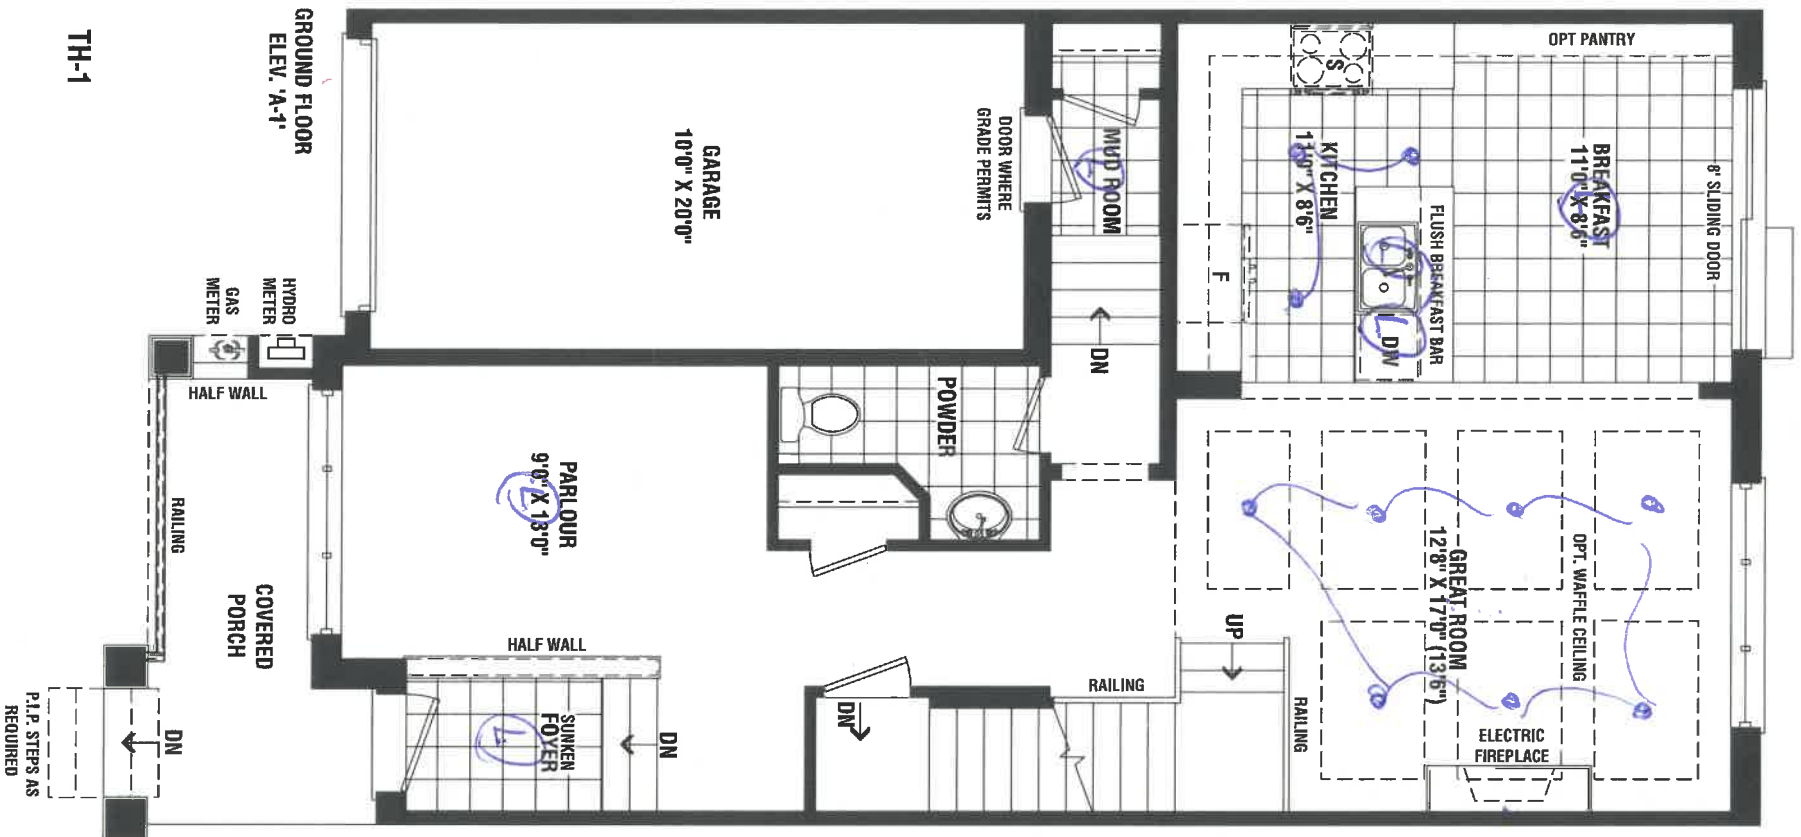 TH-1
GROUND FLOOR
ELEV. 'A-1'
GARAGE
10'0" X 20'0"
DOOR WHERE
GRADE PERMITS
MUD ROOM
L
DN
OPT PANTRY
S
KITCHEN
11'0" X 8'6"
F
BREAKFAST
11'0" X 8'6"
L
8' SLIDING DOOR
FLUSH BREAKFAST BAR
L
L
DW
HYDRO
METER
GAS
METER
HALF WALL
RAILING
COVERED
PORCH
POWDER
PARLOUR
9'0" X 13'0"
L
HALF WALL
SUNKEN
FOYER
L
DN
DN
P.I.P. STEPS AS
REQUIRED
DN
RAILING
UP
RAILING
GREAT ROOM
12'8" X 17'0" (13'6")
OPT. WAFFLE CEILING
ELECTRIC
FIREPLACE